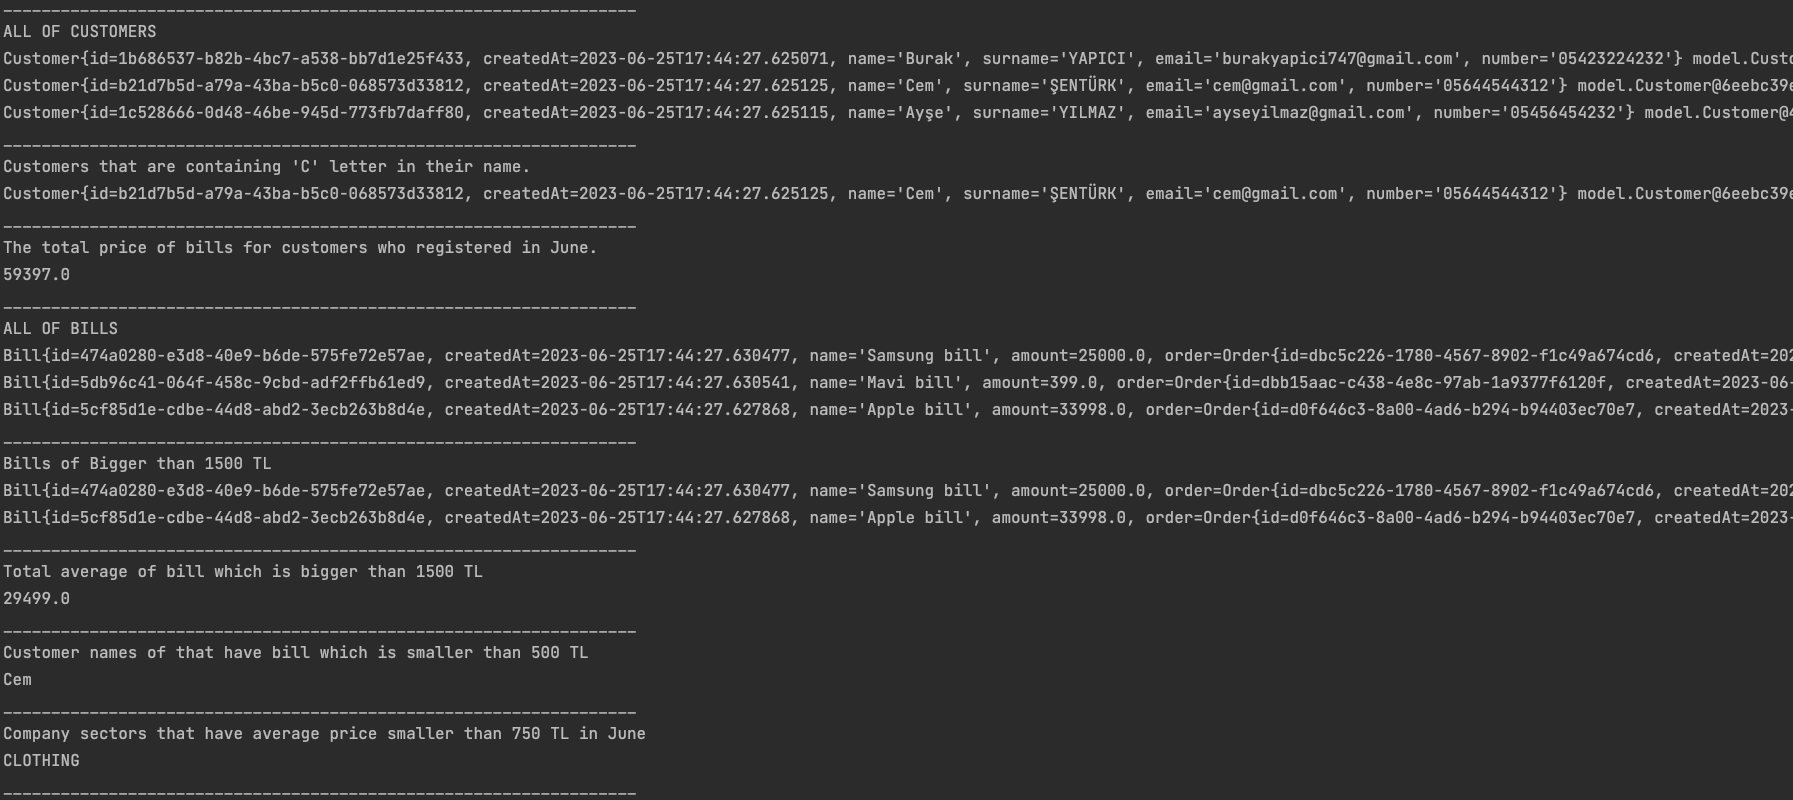 __________________________________________________________________
ALL OF CUSTOMERS
Customer{id=1b686537-b82b-4bc7-a538-bb7d1e25f433, createdAt=2023-06-25T17:44:27.625071, name='Burak', surname='YAPICI', email='burakyapici747@gmail.com', number='05423224232'} model.Custo
Customer{id=b21d7b5d-a79a-43ba-b5c0-068573d33812, createdAt=2023-06-25T17:44:27.625125, name='Cem', surname='ŞENTÜRK', email='cem@gmail.com', number='05644544312'} model.Customer@6eebc39e
Customer{id=1c528666-0d48-46be-945d-773fb7daff80, createdAt=2023-06-25T17:44:27.625115, name='Ayşe', surname='YILMAZ', email='ayseyilmaz@gmail.com', number='05456454232'} model.Customer@4
__________________________________________________________________
Customers that are containing 'C' letter in their name.
Customer{id=b21d7b5d-a79a-43ba-b5c0-068573d33812, createdAt=2023-06-25T17:44:27.625125, name='Cem', surname='ŞENTÜRK', email='cem@gmail.com', number='05644544312'} model.Customer@6eebc39e
__________________________________________________________________
The total price of bills for customers who registered in June.
59397.0
__________________________________________________________________
ALL OF BILLS
Bill{id=474a0280-e3d8-40e9-b6de-575fe72e57ae, createdAt=2023-06-25T17:44:27.630477, name='Samsung bill', amount=25000.0, order=Order{id=dbc5c226-1780-4567-8902-f1c49a674cd6, createdAt=202
Bill{id=5db96c41-064f-458c-9cbd-adf2ffb61ed9, createdAt=2023-06-25T17:44:27.630541, name='Mavi bill', amount=399.0, order=Order{id=dbb15aac-c438-4e8c-97ab-1a9377f6120f, createdAt=2023-06-
Bill{id=5cf85d1e-cdbe-44d8-abd2-3ecb263b8d4e, createdAt=2023-06-25T17:44:27.627868, name='Apple bill', amount=33998.0, order=Order{id=d0f646c3-8a00-4ad6-b294-b94403ec70e7, createdAt=2023-
__________________________________________________________________
Bills of Bigger than 1500 TL
Bill{id=474a0280-e3d8-40e9-b6de-575fe72e57ae, createdAt=2023-06-25T17:44:27.630477, name='Samsung bill', amount=25000.0, order=Order{id=dbc5c226-1780-4567-8902-f1c49a674cd6, createdAt=202
Bill{id=5cf85d1e-cdbe-44d8-abd2-3ecb263b8d4e, createdAt=2023-06-25T17:44:27.627868, name='Apple bill', amount=33998.0, order=Order{id=d0f646c3-8a00-4ad6-b294-b94403ec70e7, createdAt=2023-
__________________________________________________________________
Total average of bill which is bigger than 1500 TL
29499.0
__________________________________________________________________
Customer names of that have bill which is smaller than 500 TL
Cem
__________________________________________________________________
Company sectors that have average price smaller than 750 TL in June
CLOTHING
__________________________________________________________________